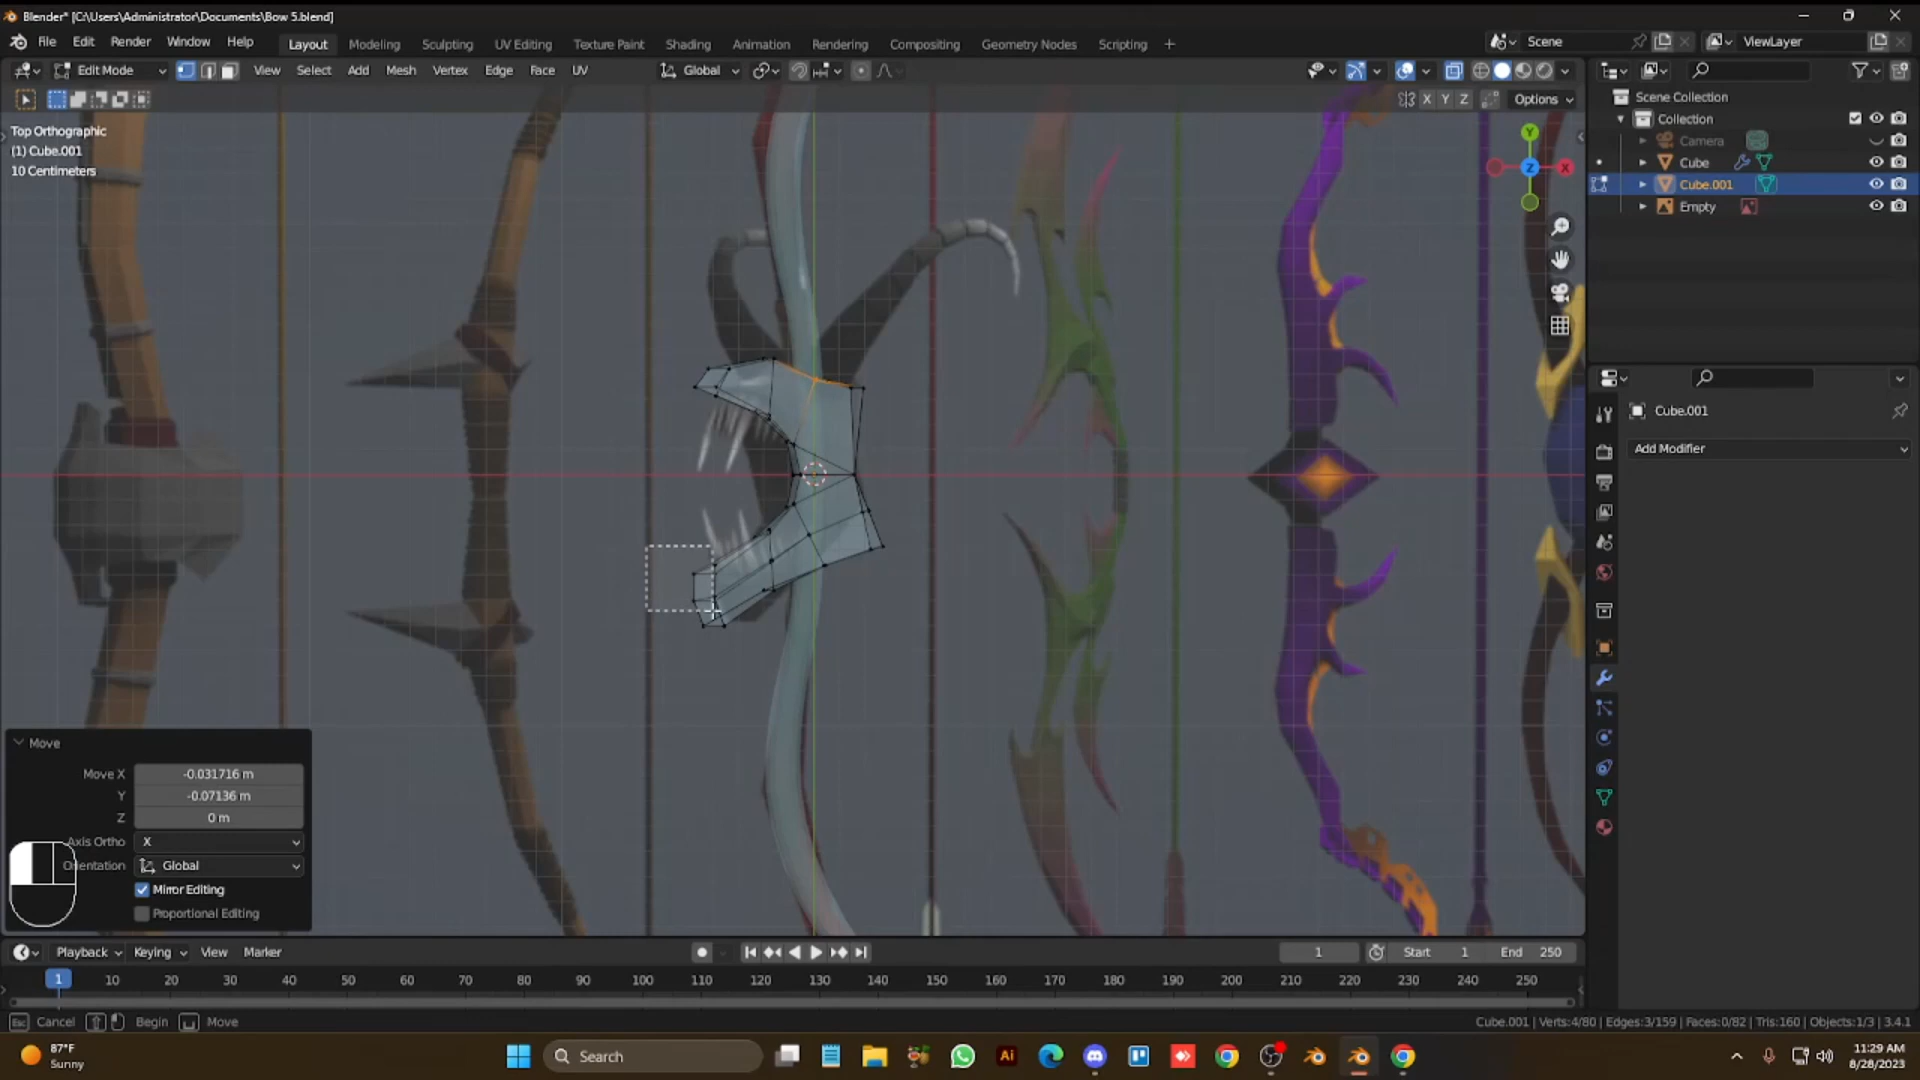 Blender* [C:\Users\Administrator\Documents\Bow 5.blend]
File Edit Render Window Help Layout Modeling Sculpting UV Editing Texture Paint Shading Animation Rendering Compositing Geometry Nodes Scripting + Scene ViewLayer
Edit Mode View Select Add Mesh Vertex Edge Face UV Global
X Y Z Options
Top Orthographic
(1) Cube.001
10 Centimeters
Y
Z X
Scene Collection
Collection
Camera
Cube
Cube.001
Empty
Cube.001
Add Modifier
Move
Move X -0.031716 m
Y -0.07136 m
Z 0 m
Axis Ortho X
Orientation Global
Mirror Editing
Proportional Editing
Playback Keying View Marker 1 Start 1 End 250
1 10 20 30 40 50 60 70 80 90 100 110 120 130 140 150 160 170 180 190 200 210 220 230 240 250
Esc Cancel Begin Move Cube.001 | Verts:4/80 | Edges:3/159 | Faces:0/82 | Tris:160 | Objects:1/3 | 3.4.1
87°F
Sunny
Search
Ai
11:29 AM
8/28/2023